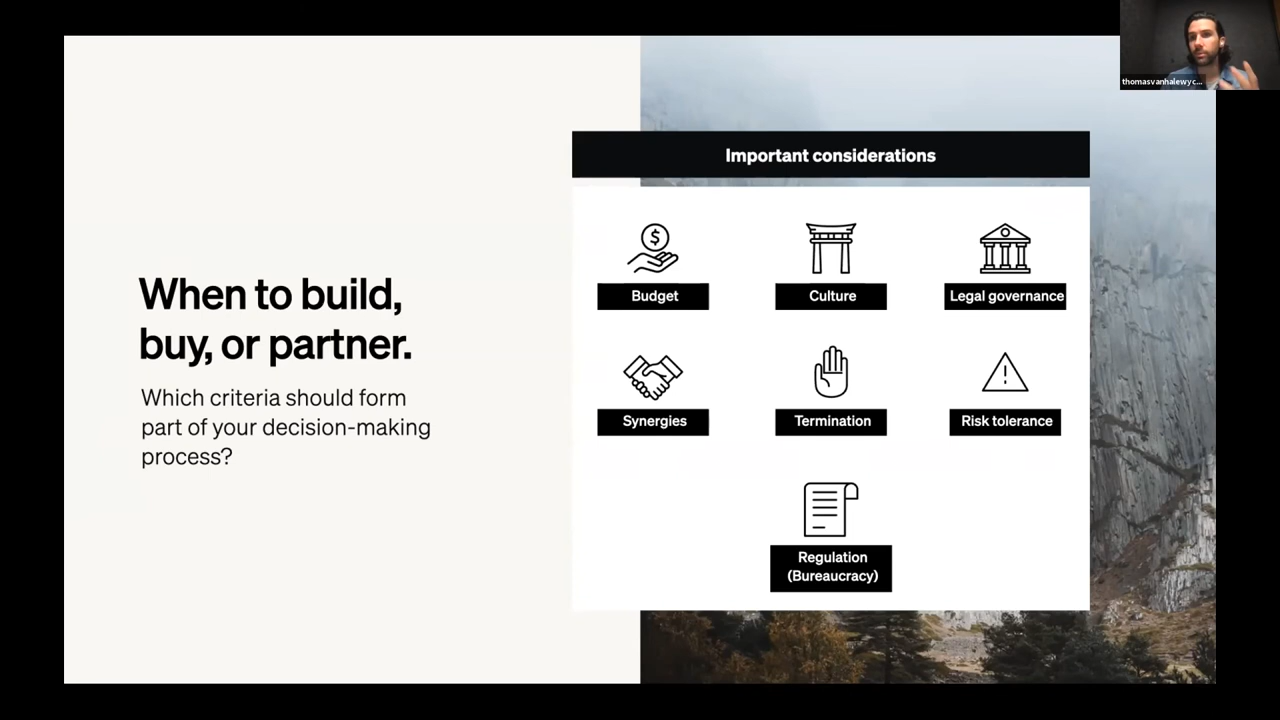 thomasvanhalewyc...
Important considerations
When to build,
buy, or partner.
Which criteria should form
part of your decision-making
process?
$
Budget
Culture
Legal governance
Synergies
Termination
Risk tolerance
Regulation
(Bureaucracy)